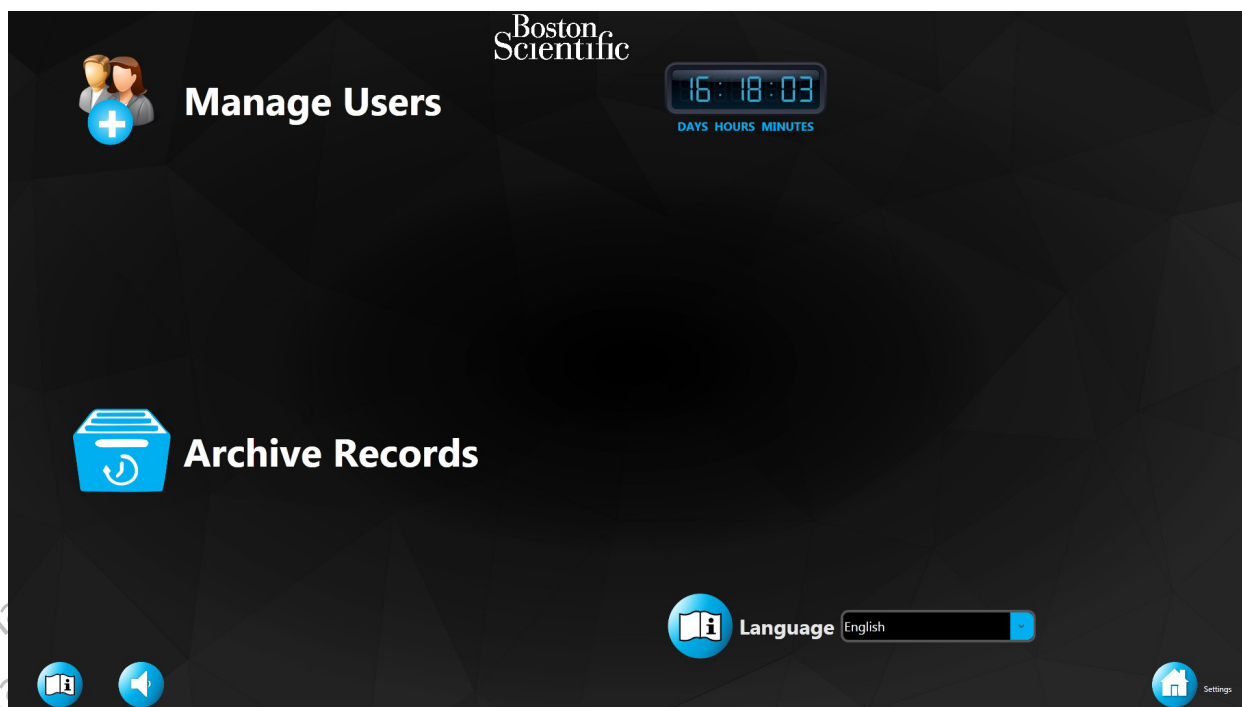 Boston
Scientific
Manage Users
16:18:03
DAYS HOURS MINUTES
Archive Records
Language English
Settings